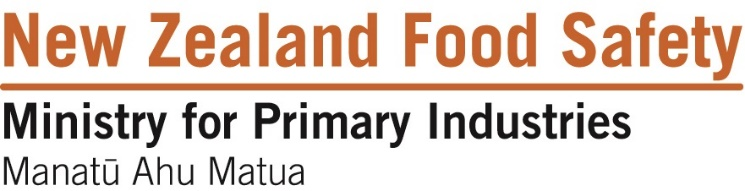 New Zealand Food Safety
Ministry for Primary Industries
Manatū Ahu Matua